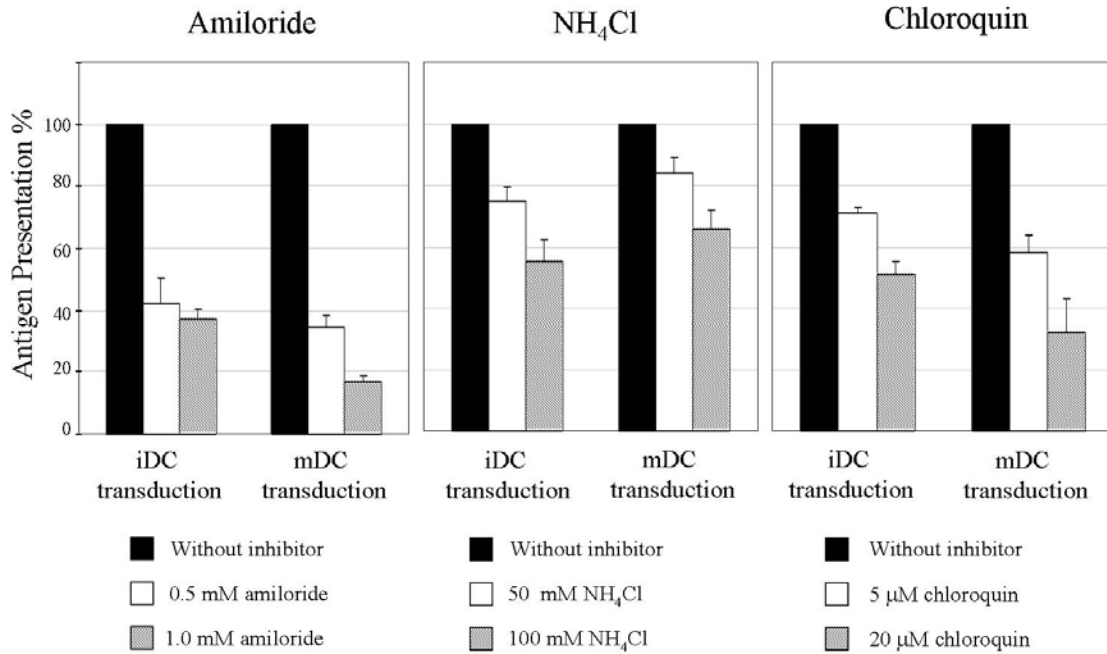 Amiloride
NH₄Cl
Chloroquin
Antigen Presentation %
100
80
60
40
20
0
iDC
transduction
mDC
transduction
iDC
transduction
mDC
transduction
iDC
transduction
mDC
transduction
Without inhibitor
0.5 mM amiloride
1.0 mM amiloride
Without inhibitor
50 mM NH₄Cl
100 mM NH₄Cl
Without inhibitor
5 µM chloroquin
20 µM chloroquin